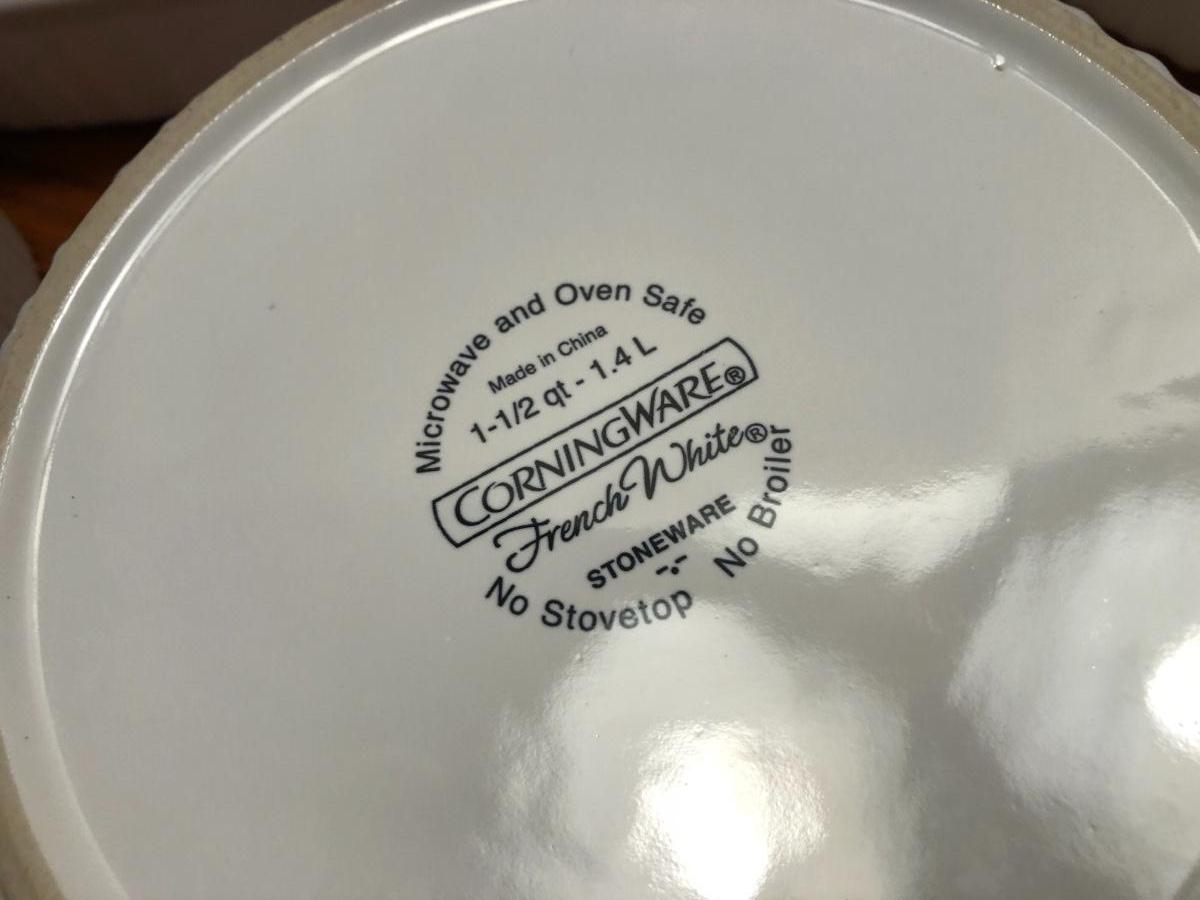 Microwave and Oven Safe
Made in China
1-1/2 qt - 1.4 L
CORNINGWARE®
French White®
STONEWARE
No Stovetop No Broiler